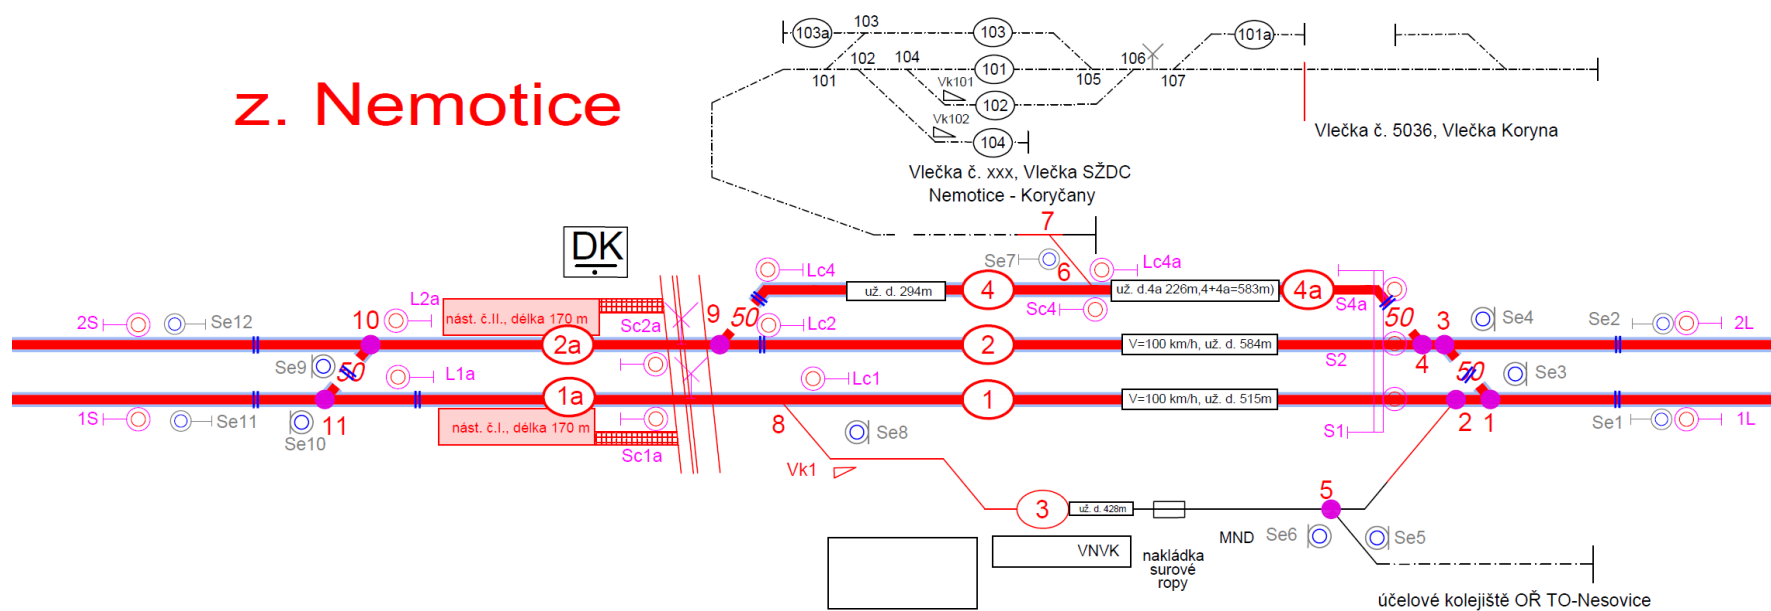 z. Nemotice
103
103a
103
101a
102
104
101
106
101
Vk101
105
107
102
Vk102
104
Vlečka č. 5036, Vlečka Koryna
Vlečka č. xxx, Vlečka SŽDC
Nemotice - Koryčany
7
DK
Se7
6
Lc4
Lc4a
už. d. 294m
4
už. d.4a 226m,4+4a=583m)
4a
S4a
L2a
nást. č.II., délka 170 m
Sc2a
9
50
Sc4
50
3
Se4
Se2
2L
2S
Se12
10
Lc2
2a
2
V=100 km/h, už. d. 584m
S2
4
Se9
50
L1a
Lc1
50
Se3
1a
1
V=100 km/h, už. d. 515m
1S
Se11
Se10
11
nást. č.I., délka 170 m
Sc1a
8
Se8
S1
2
1
Se1
1L
Vk1
5
3
už. d. 428m
MND
Se6
Se5
VNVK
nakládka
surové
ropy
účelové kolejiště OŘ TO-Nesovice